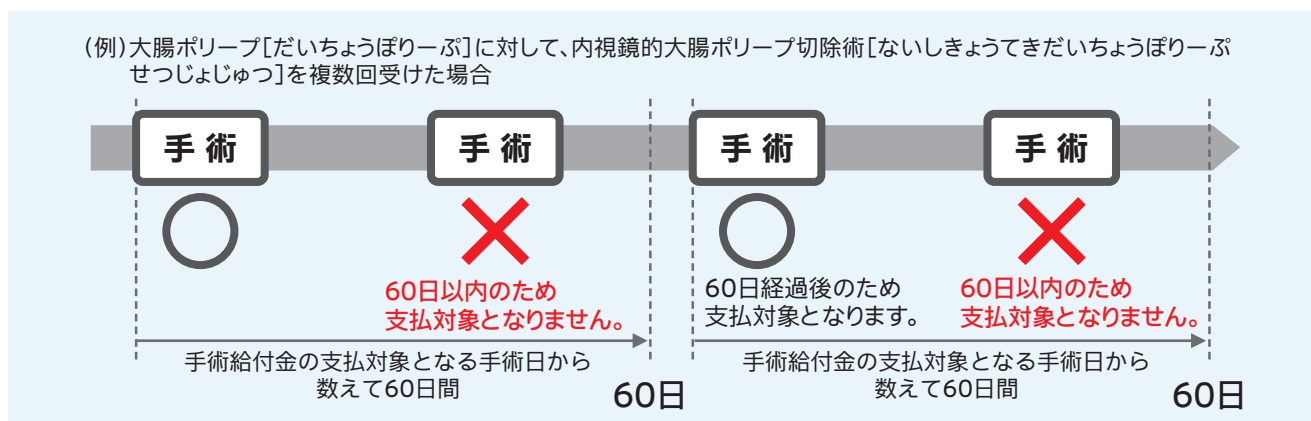 (例)大腸ポリープ[だいちょうぽりーぷ]に対して、内視鏡的大腸ポリープ切除術[ないしきょうてきだいちょうぽりーぷ
せつじょじゅつ]を複数回受けた場合
手術
手術
手術
手術
60日以内のため
支払対象となりません。
60日経過後のため
支払対象となります。
60日以内のため
支払対象となりません。
手術給付金の支払対象となる手術日から
数えて60日間
60日
手術給付金の支払対象となる手術日から
数えて60日間
60日